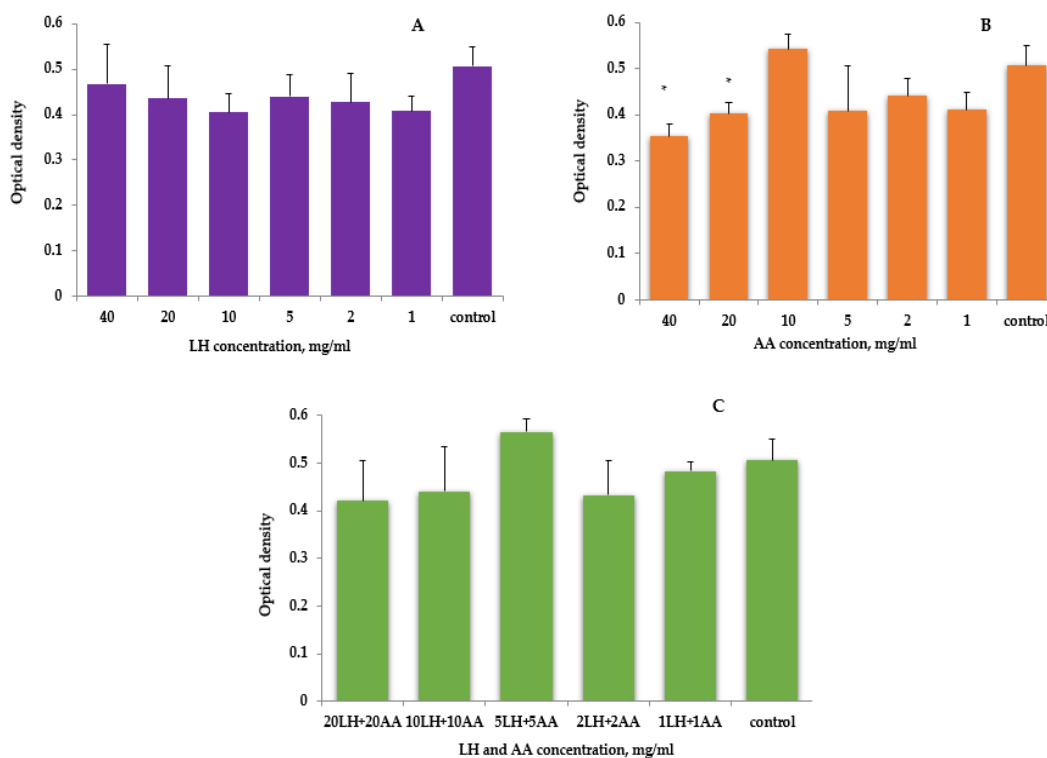 A
Optical density
0.6
0.5
0.4
0.3
0.2
0.1
0
40 20 10 5 2 1 control
LH concentration, mg/ml
B
Optical density
0.6
0.5
0.4
0.3
0.2
0.1
0
* *
40 20 10 5 2 1 control
AA concentration, mg/ml
C
Optical density
0.6
0.5
0.4
0.3
0.2
0.1
0
20LH+20AA 10LH+10AA 5LH+5AA 2LH+2AA 1LH+1AA control
LH and AA concentration, mg/ml